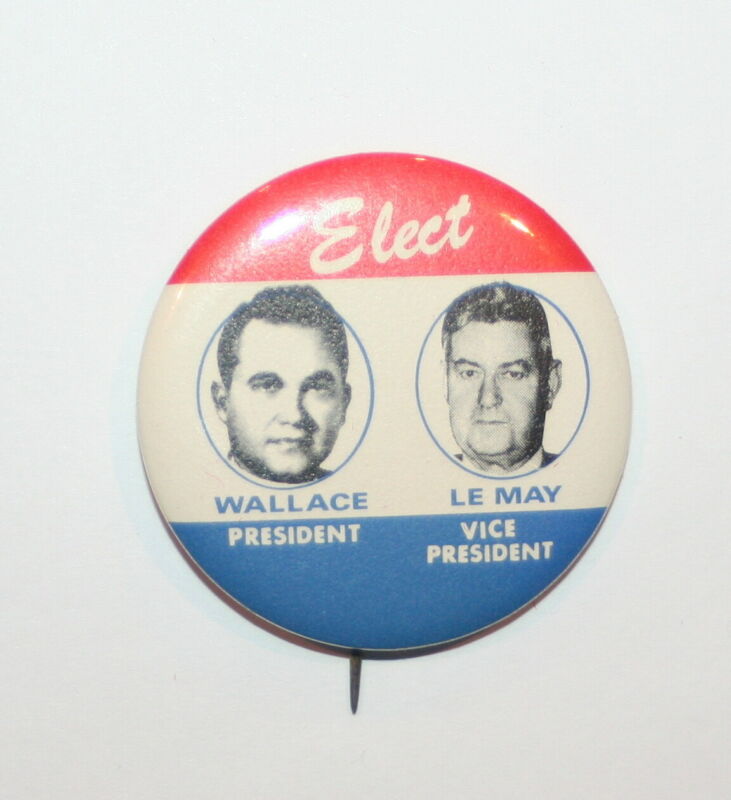 Elect
WALLACE
PRESIDENT
LE MAY
VICE
PRESIDENT